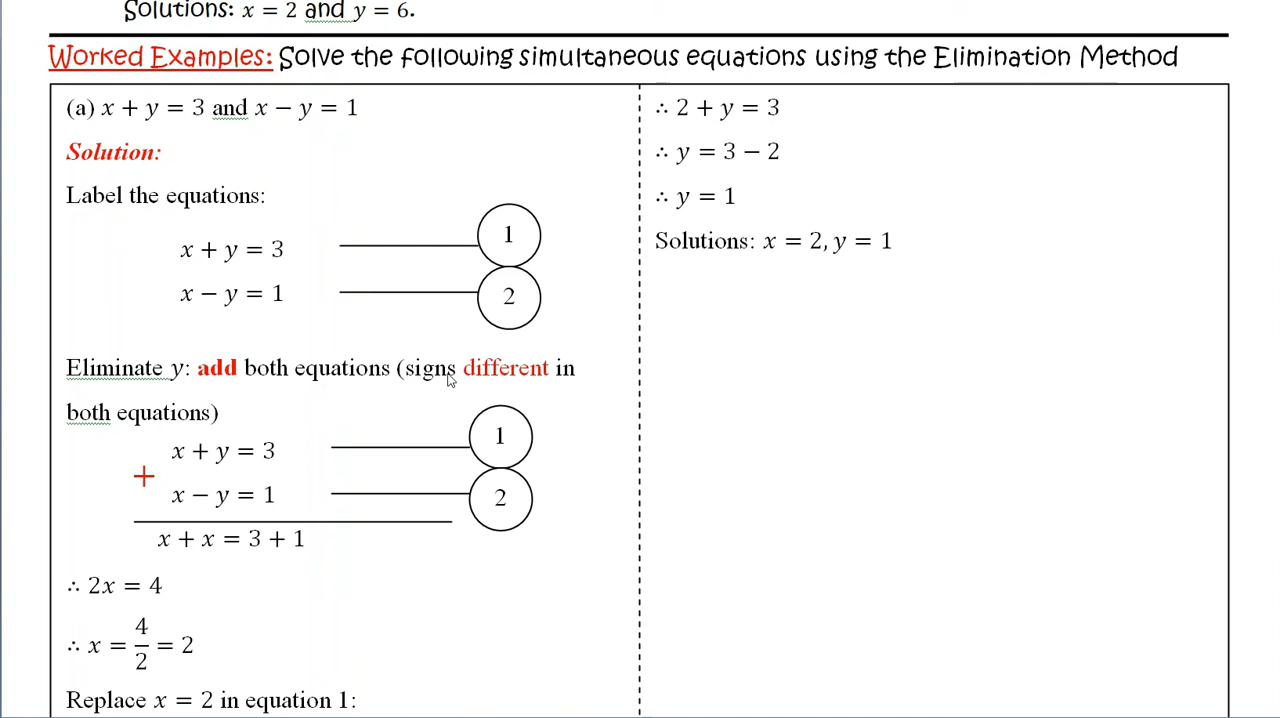 Solutions: x = 2 and y = 6.
Worked Examples: Solve the following simultaneous equations using the Elimination Method
(a) x + y = 3 and x − y = 1
Solution:
Label the equations:
x + y = 3 1
x − y = 1 2
Eliminate y: add both equations (signs different in
both equations)
x + y = 3 1
+
x − y = 1 2
x + x = 3 + 1
∴ 2x = 4
∴ x = 4/2 = 2
Replace x = 2 in equation 1:
∴ 2 + y = 3
∴ y = 3 − 2
∴ y = 1
Solutions: x = 2, y = 1